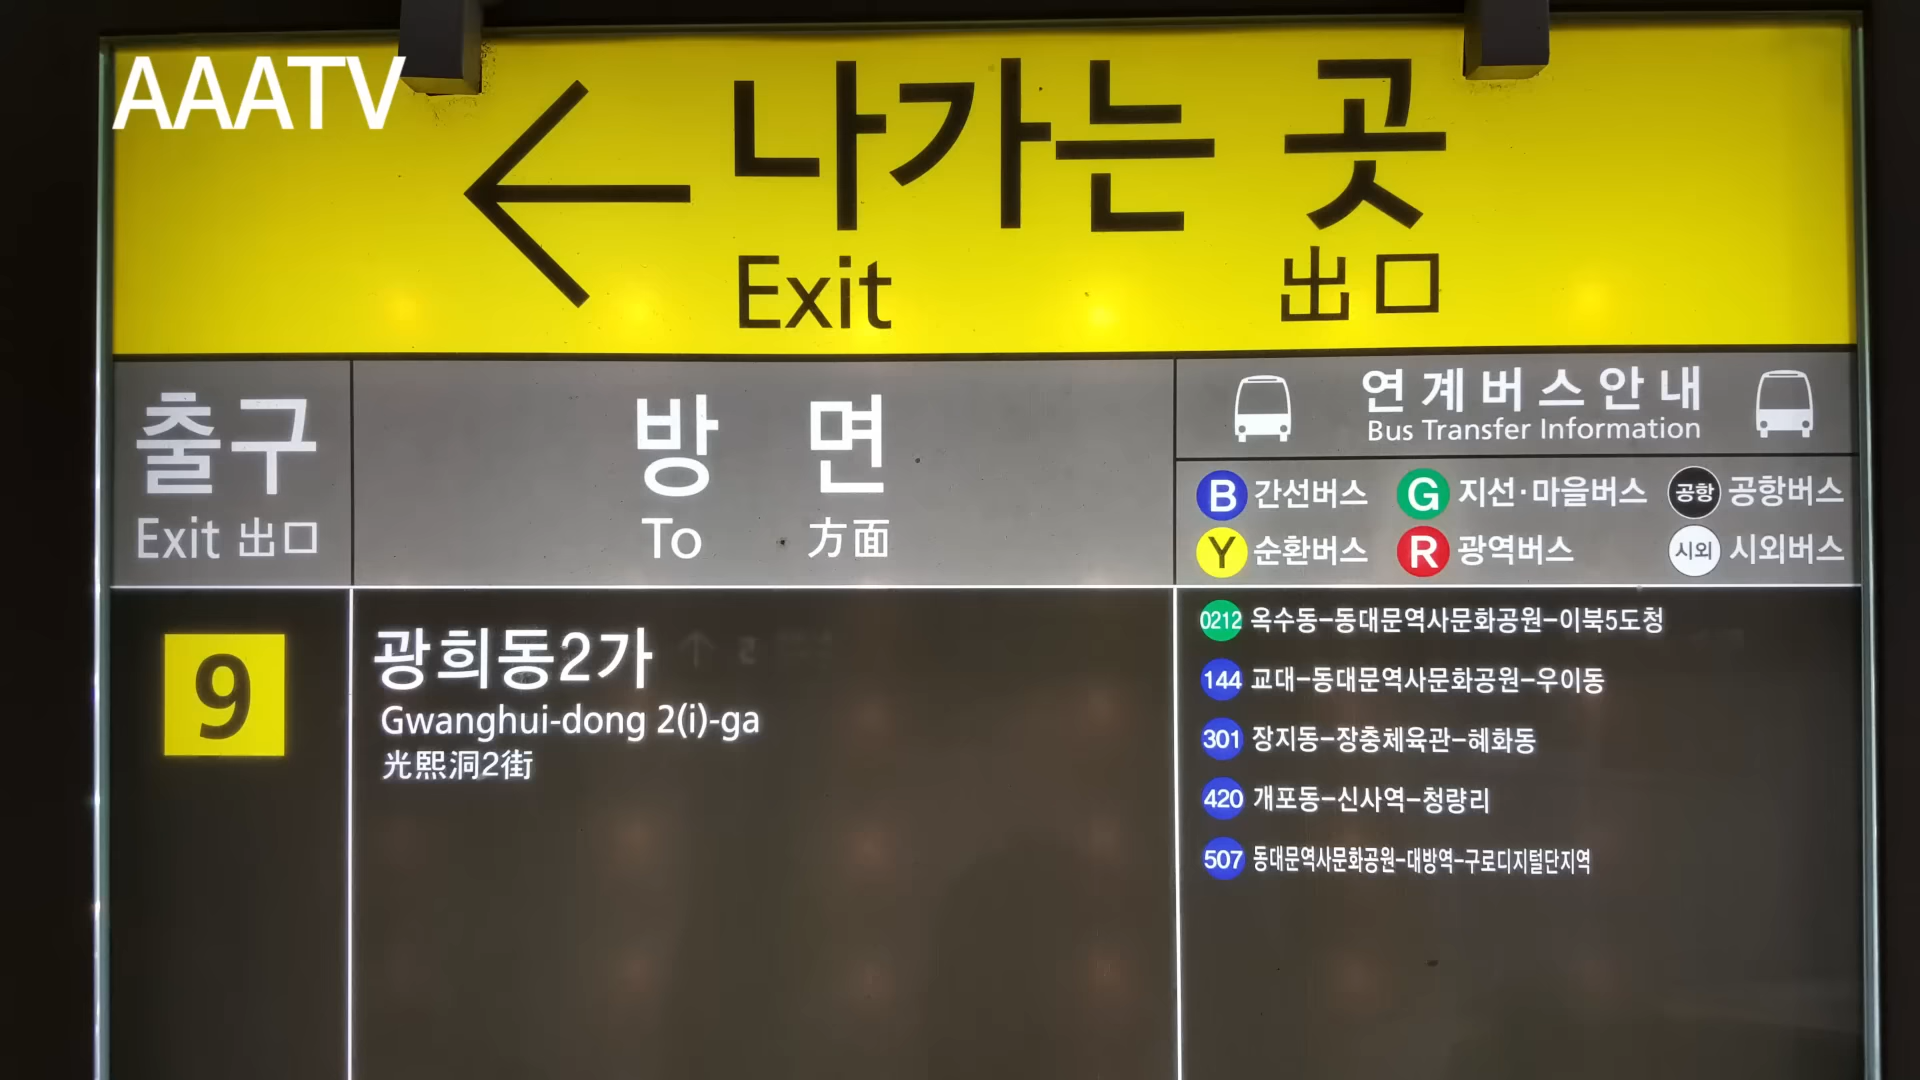 AAATV
나가는 곳
Exit 出口
출구
Exit 出口
방 면
To 方面
연계버스안내
Bus Transfer Information
B 간선버스 G 지선·마을버스 공항 공항버스
Y 순환버스 R 광역버스 시외 시외버스
9
광희동2가
Gwanghui-dong 2(i)-ga
光熙洞2街
0212 옥수동-동대문역사문화공원-이북5도청
144 교대-동대문역사문화공원-우이동
301 장지동-장충체육관-혜화동
420 개포동-신사역-청량리
507 동대문역사문화공원-대방역-구로디지털단지역